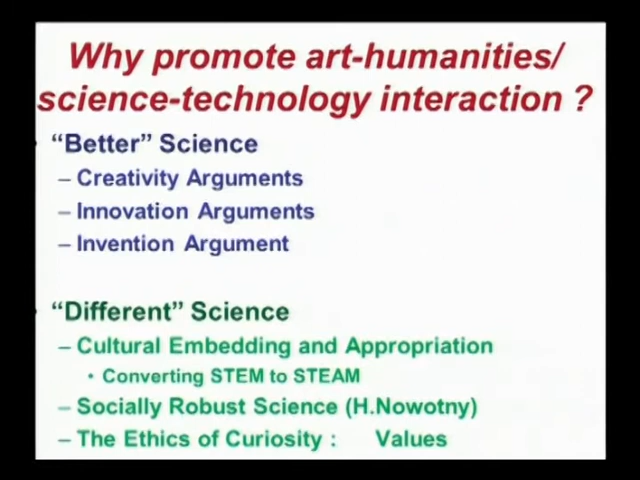 Why promote art-humanities/
science-technology interaction ?
• “Better” Science
– Creativity Arguments
– Innovation Arguments
– Invention Argument
• “Different” Science
– Cultural Embedding and Appropriation
• Converting STEM to STEAM
– Socially Robust Science (H.Nowotny)
– The Ethics of Curiosity : Values